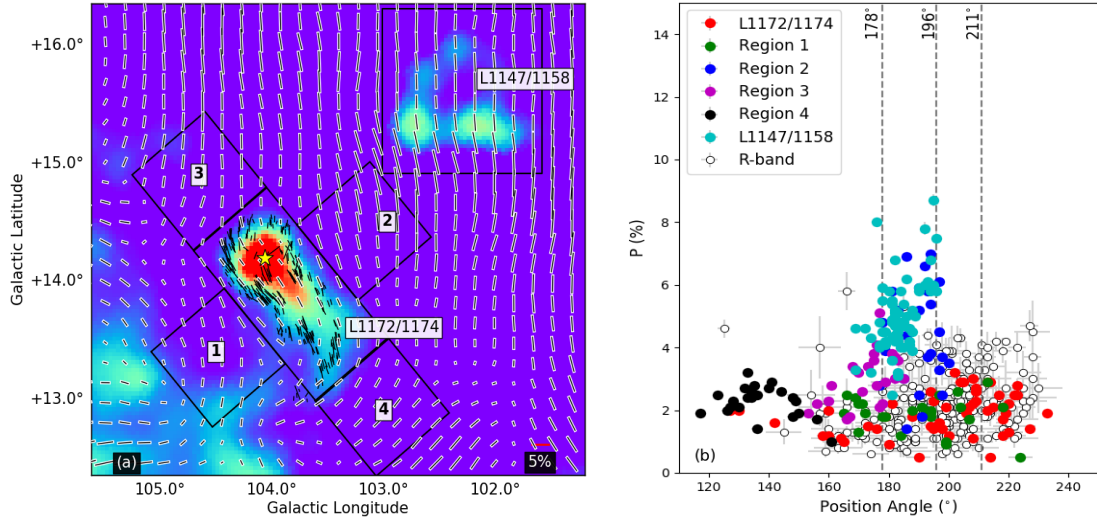 +16.0°
+15.0°
+14.0°
+13.0°
Galactic Latitude
105.0°
104.0°
103.0°
102.0°
Galactic Longitude
L1147/1158
3
2
L1172/1174
1
4
(a)
5%
14
12
10
8
6
4
2
0
P (%)
120
140
160
180
200
220
240
Position Angle (°)
178°
196°
211°
L1172/1174
Region 1
Region 2
Region 3
Region 4
L1147/1158
R-band
(b)